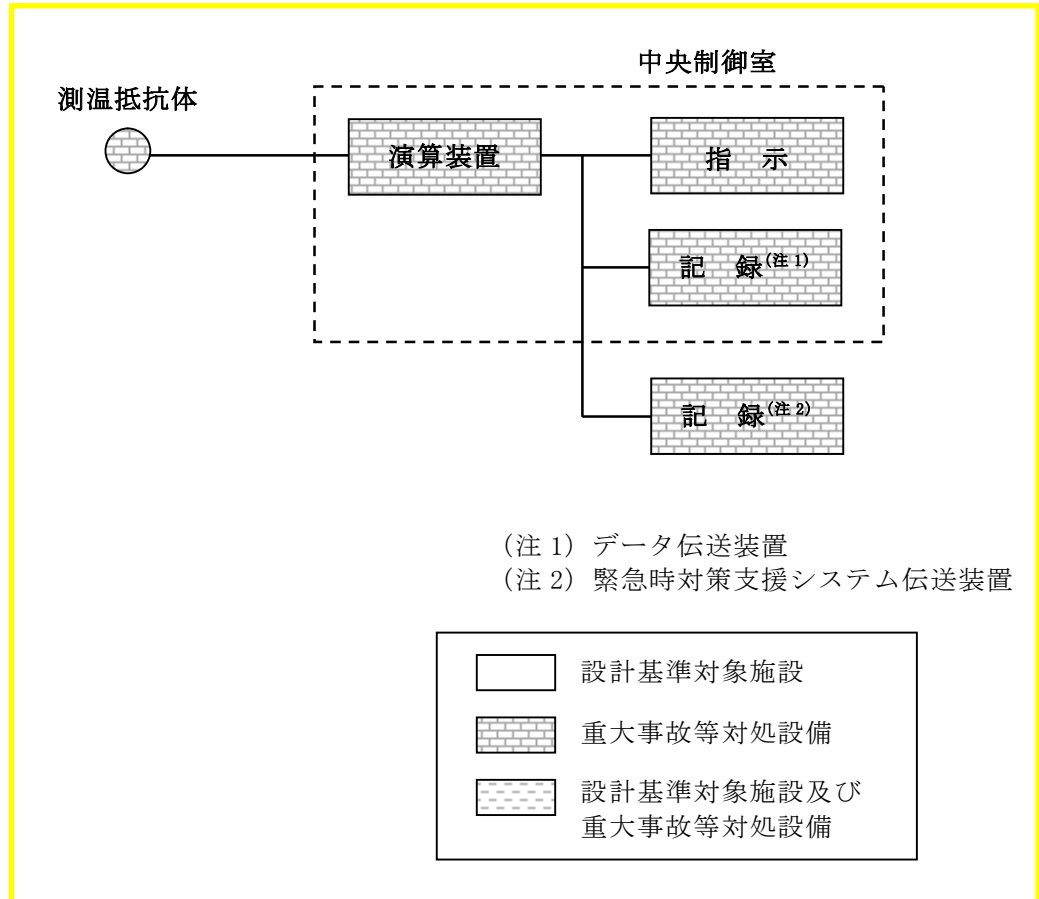 中央制御室
測温抵抗体
演算装置
指　示
記　録(注 1)
記　録(注 2)
(注 1) データ伝送装置
(注 2) 緊急時対策支援システム伝送装置
設計基準対象施設
重大事故等対処設備
設計基準対象施設及び
重大事故等対処設備